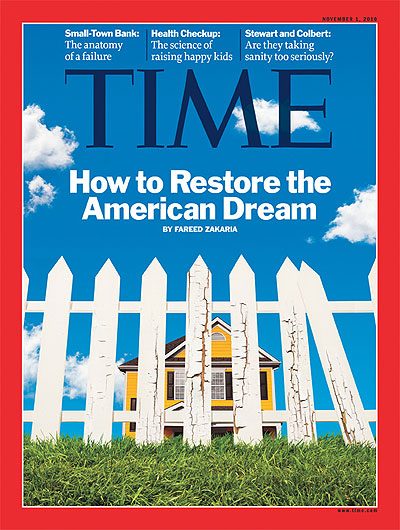 NOVEMBER 1, 2010
Small-Town Bank:
The anatomy
of a failure
Health Checkup:
The science of
raising happy kids
Stewart and Colbert:
Are they taking
sanity too seriously?
TIME
How to Restore the
American Dream
BY FAREED ZAKARIA
www.time.com